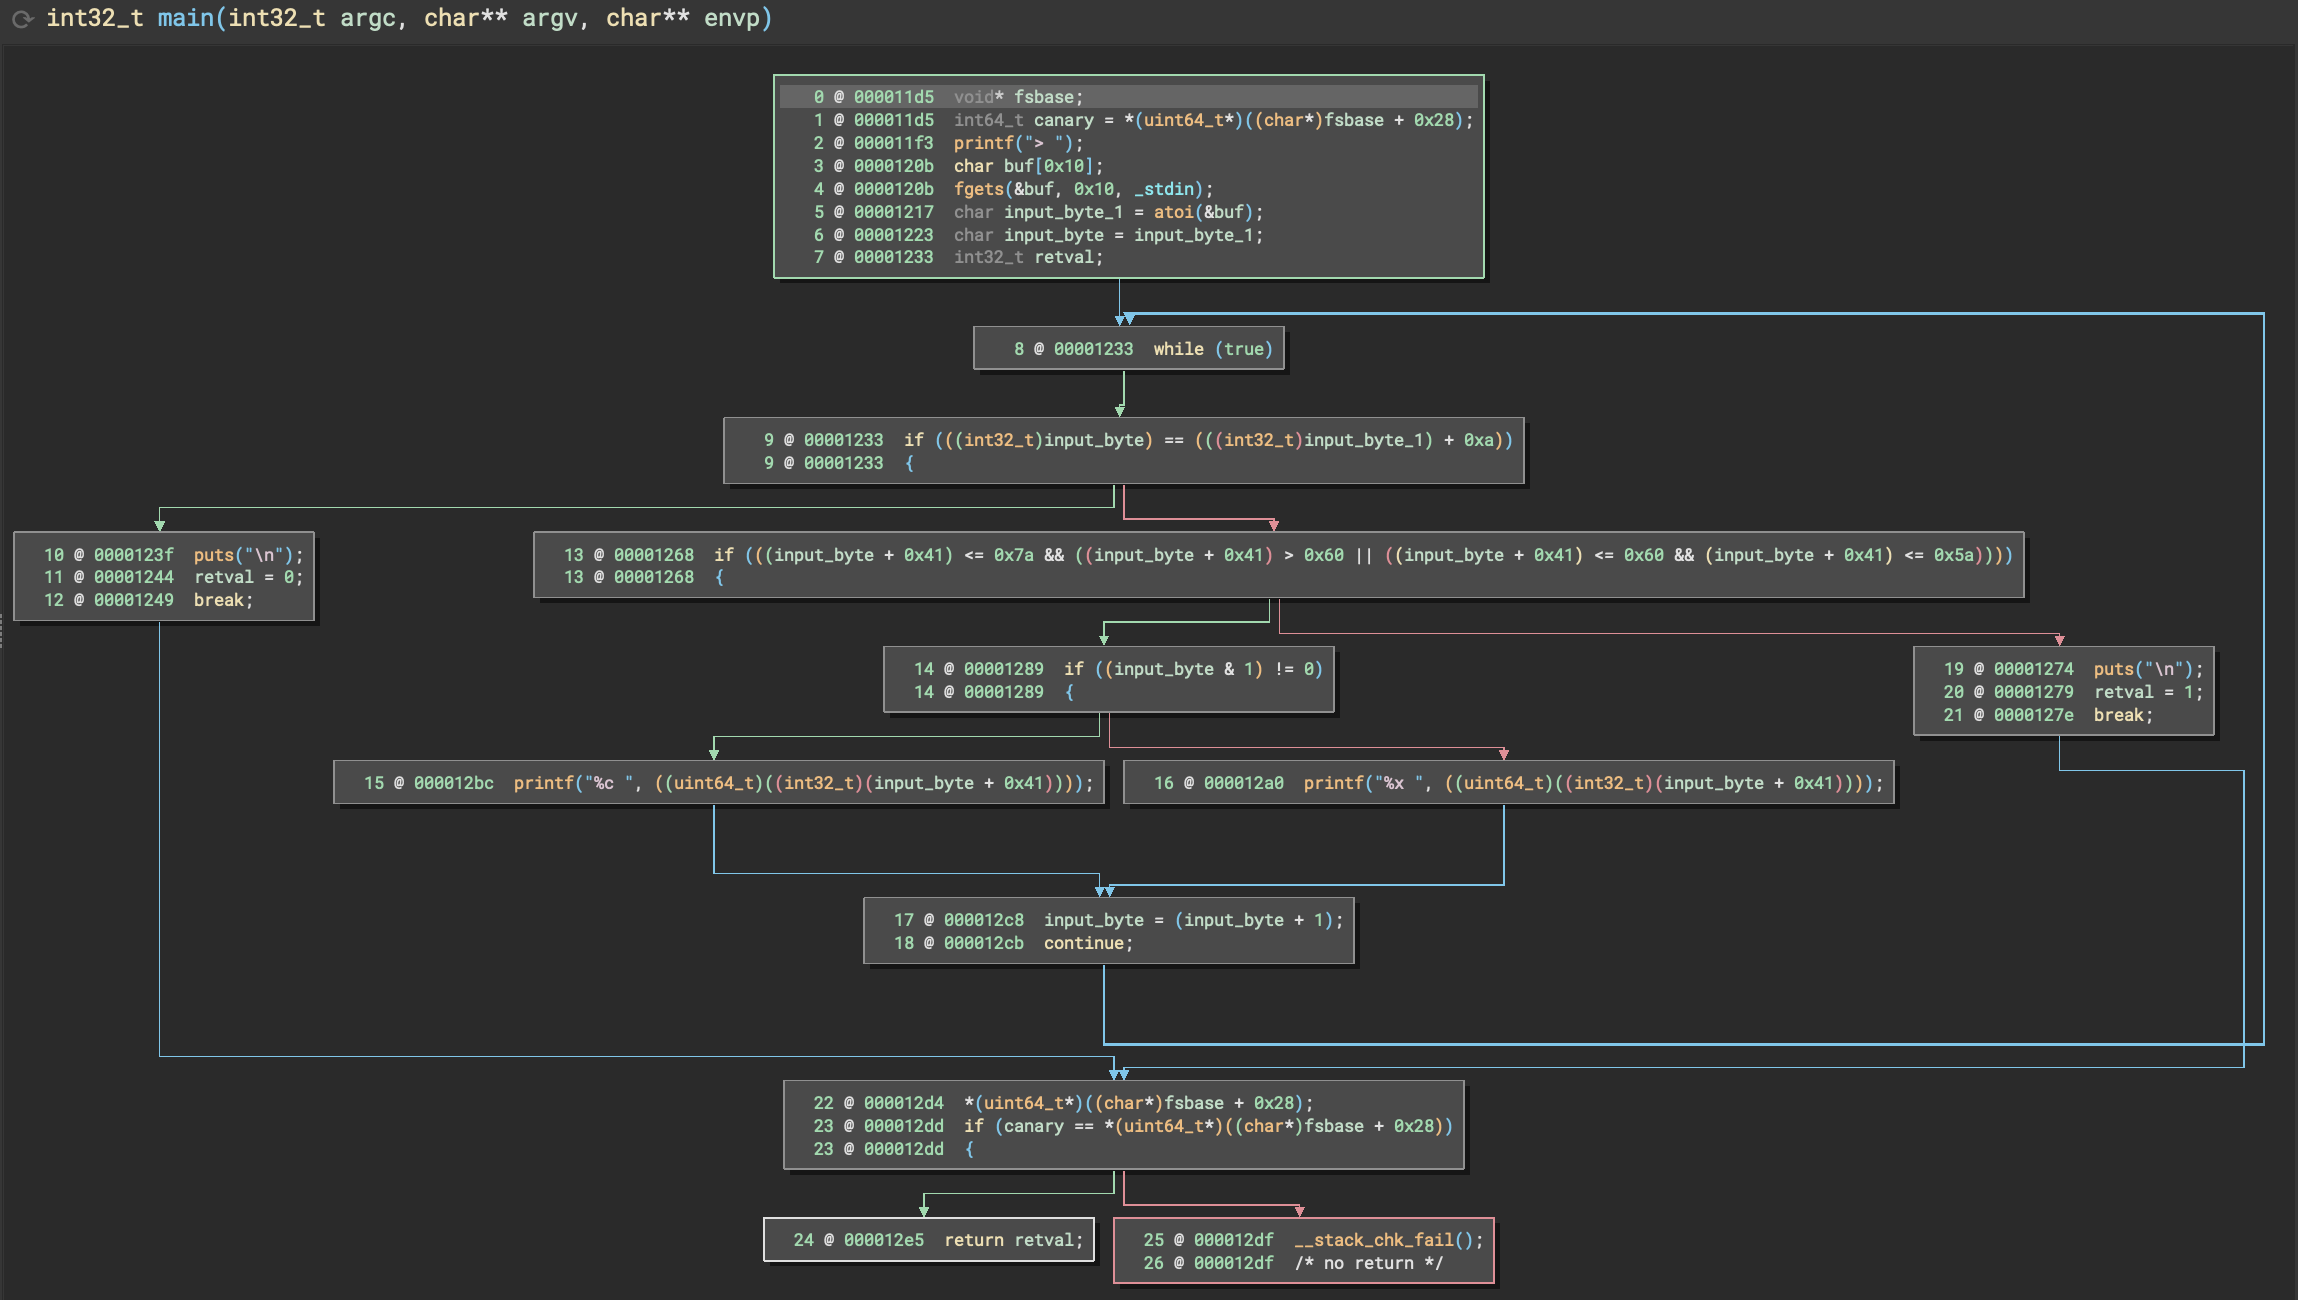 int32_t main(int32_t argc, char** argv, char** envp)
0 @ 000011d5  void* fsbase;
1 @ 000011d5  int64_t canary = *(uint64_t*)((char*)fsbase + 0x28);
2 @ 000011f3  printf("> ");
3 @ 0000120b  char buf[0x10];
4 @ 0000120b  fgets(&buf, 0x10, _stdin);
5 @ 00001217  char input_byte_1 = atoi(&buf);
6 @ 00001223  char input_byte = input_byte_1;
7 @ 00001233  int32_t retval;
8 @ 00001233  while (true)
9 @ 00001233  if (((int32_t)input_byte) == (((int32_t)input_byte_1) + 0xa))
9 @ 00001233  {
10 @ 0000123f  puts("\n");
11 @ 00001244  retval = 0;
12 @ 00001249  break;
13 @ 00001268  if (((input_byte + 0x41) <= 0x7a && ((input_byte + 0x41) > 0x60 || ((input_byte + 0x41) <= 0x60 && (input_byte + 0x41) <= 0x5a))))
13 @ 00001268  {
14 @ 00001289  if ((input_byte & 1) != 0)
14 @ 00001289  {
19 @ 00001274  puts("\n");
20 @ 00001279  retval = 1;
21 @ 0000127e  break;
15 @ 000012bc  printf("%c ", ((uint64_t)((int32_t)(input_byte + 0x41))));
16 @ 000012a0  printf("%x ", ((uint64_t)((int32_t)(input_byte + 0x41))));
17 @ 000012c8  input_byte = (input_byte + 1);
18 @ 000012cb  continue;
22 @ 000012d4  *(uint64_t*)((char*)fsbase + 0x28);
23 @ 000012dd  if (canary == *(uint64_t*)((char*)fsbase + 0x28))
23 @ 000012dd  {
24 @ 000012e5  return retval;
25 @ 000012df  __stack_chk_fail();
26 @ 000012df  /* no return */